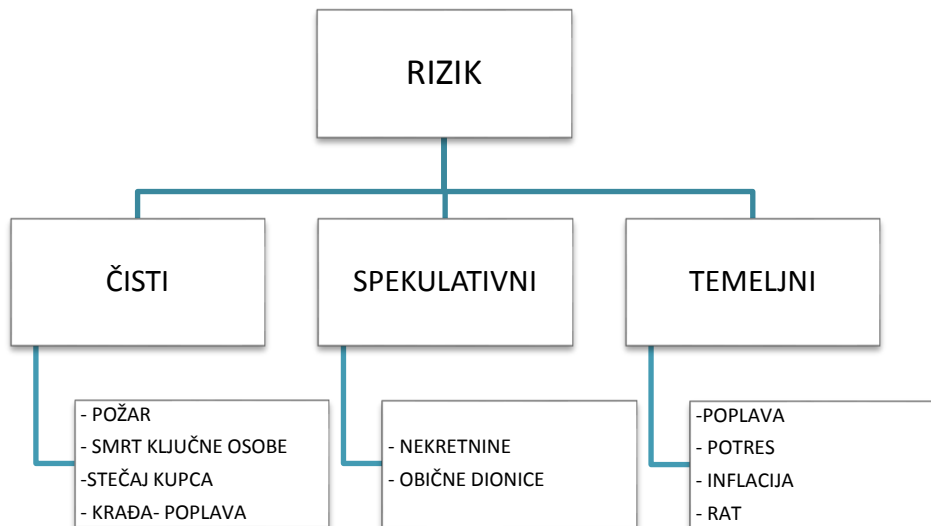 RIZIK
ČISTI
SPEKULATIVNI
TEMELJNI
- POŽAR
- SMRT KLJUČNE OSOBE
-STEČAJ KUPCA
- KRAĐA- POPLAVA
- NEKRETNINE
- OBIČNE DIONICE
-POPLAVA
- POTRES
- INFLACIJA
- RAT